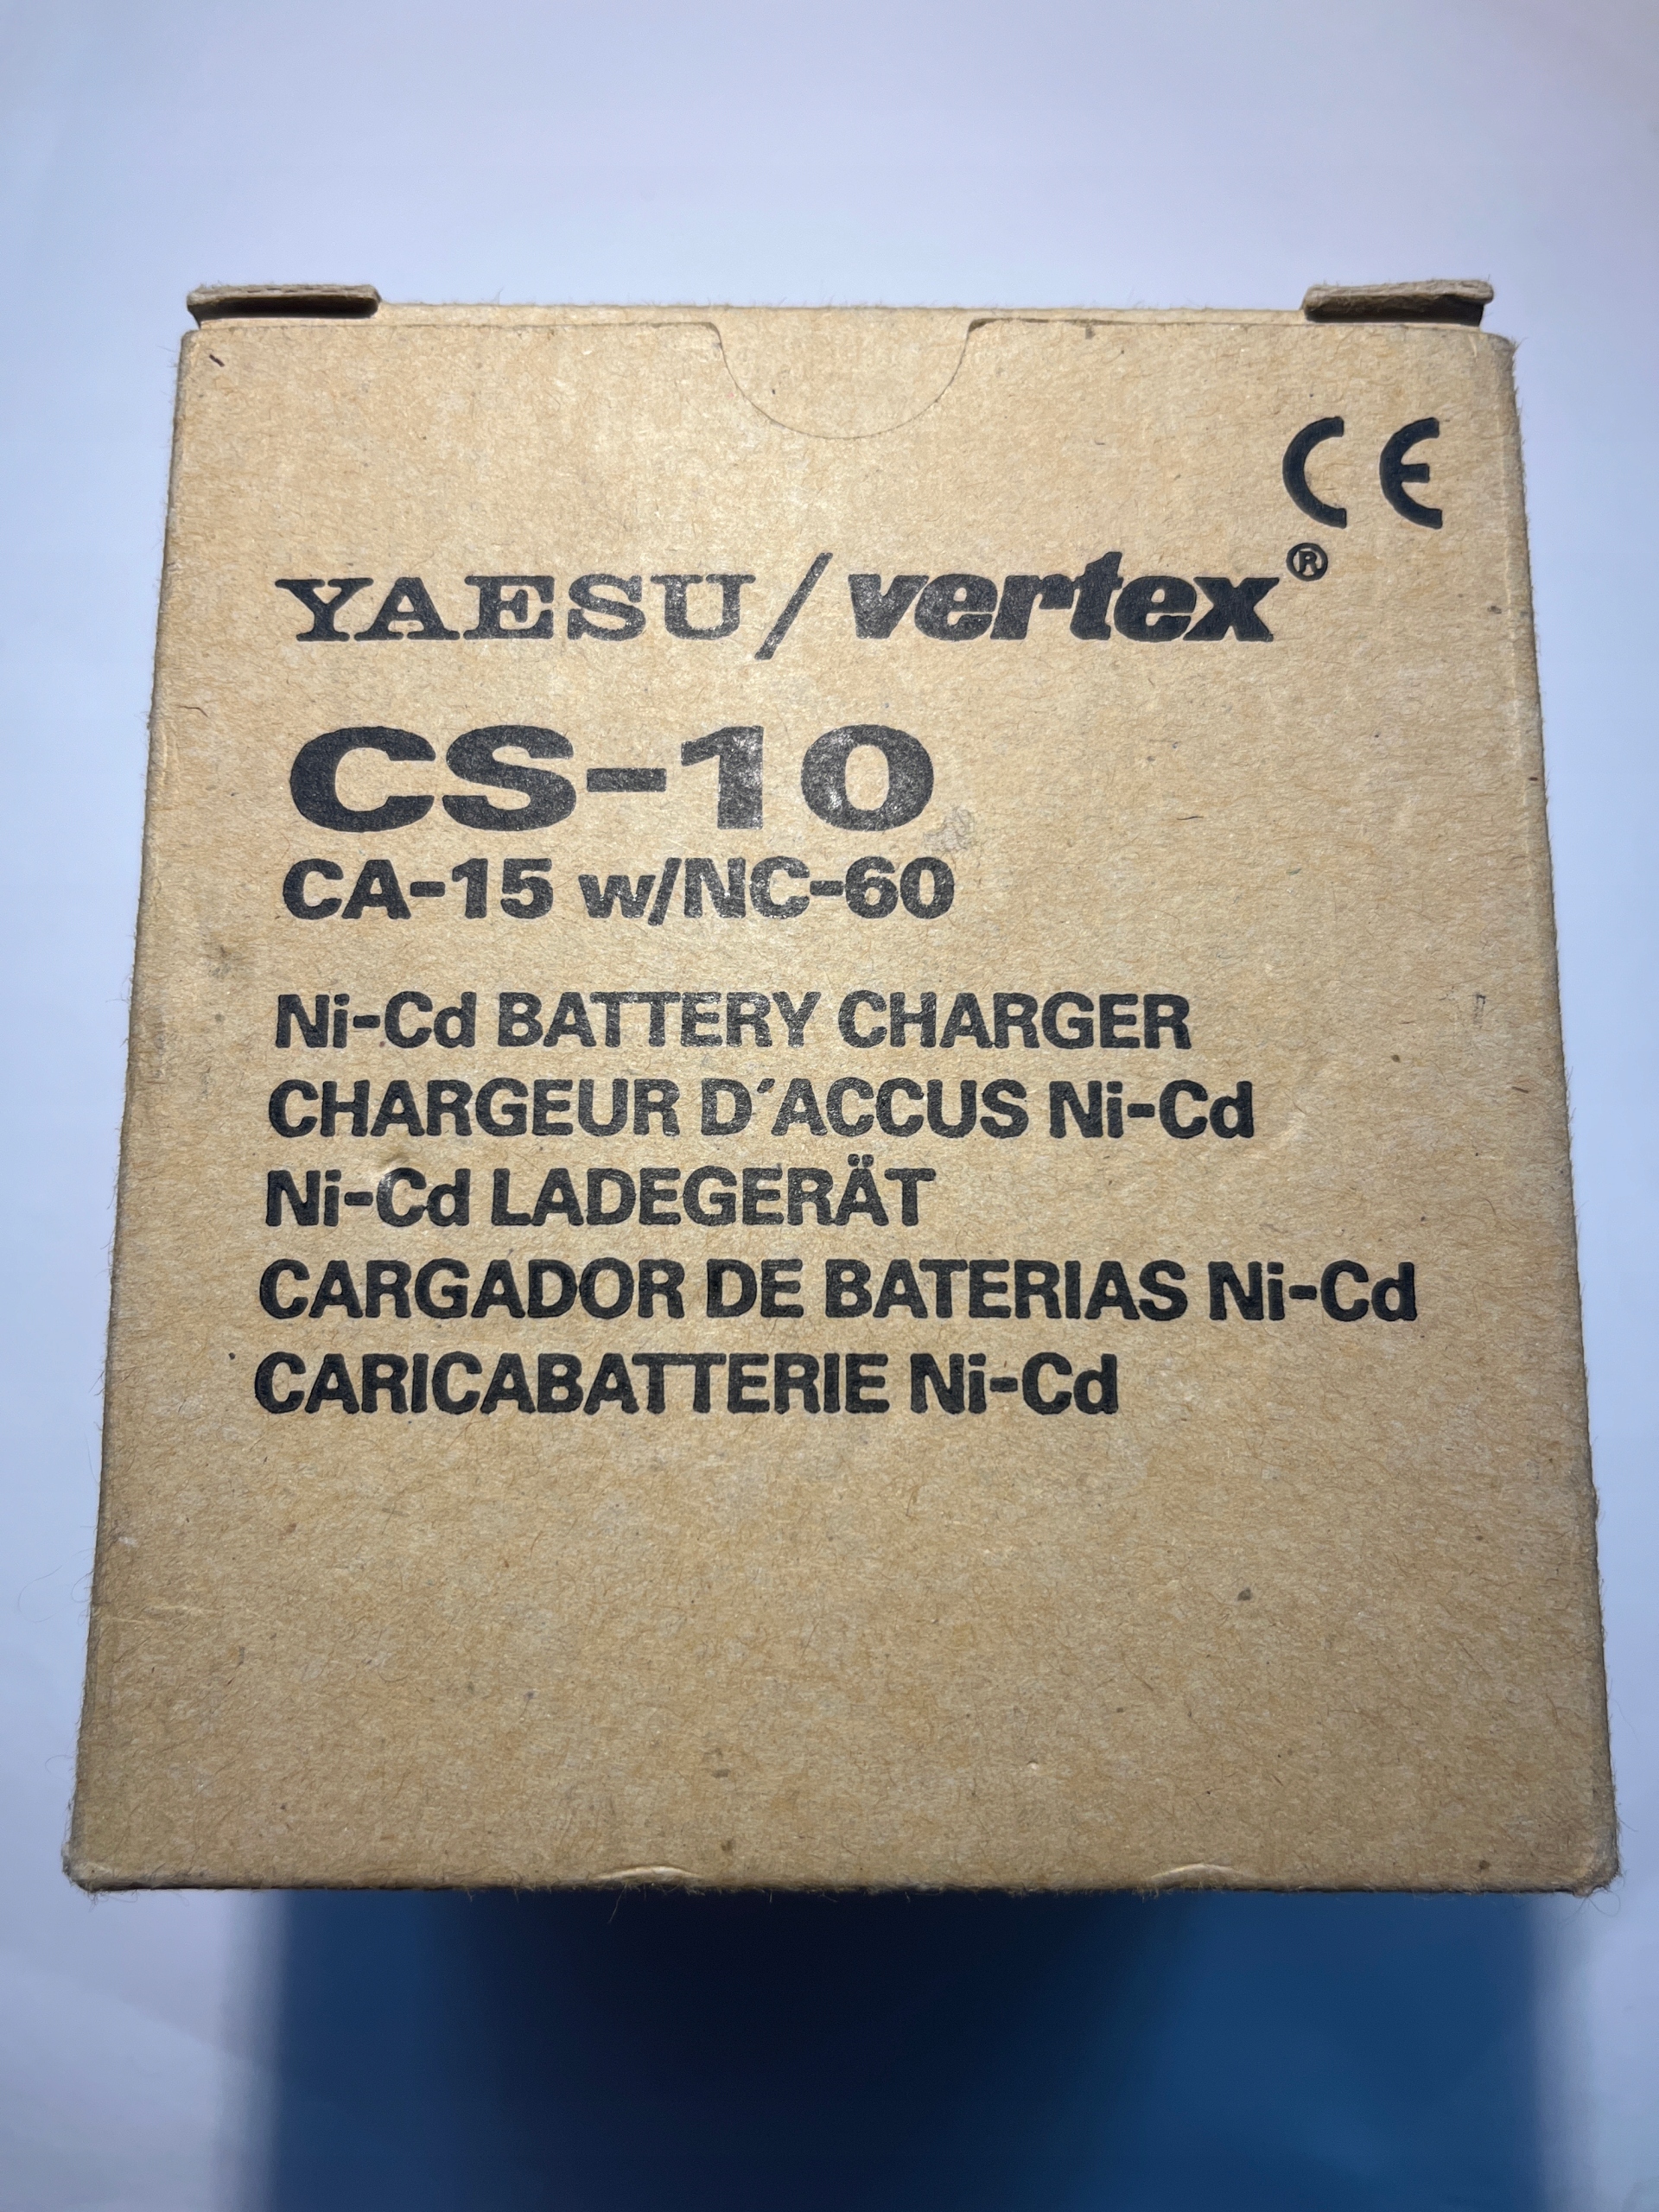 CE
YAESU/vertex®
CS-10
CA-15 w/NC-60
Ni-Cd BATTERY CHARGER
CHARGEUR D´ACCUS Ni-Cd
Ni-Cd LADEGERÄT
CARGADOR DE BATERIAS Ni-Cd
CARICABATTERIE Ni-Cd